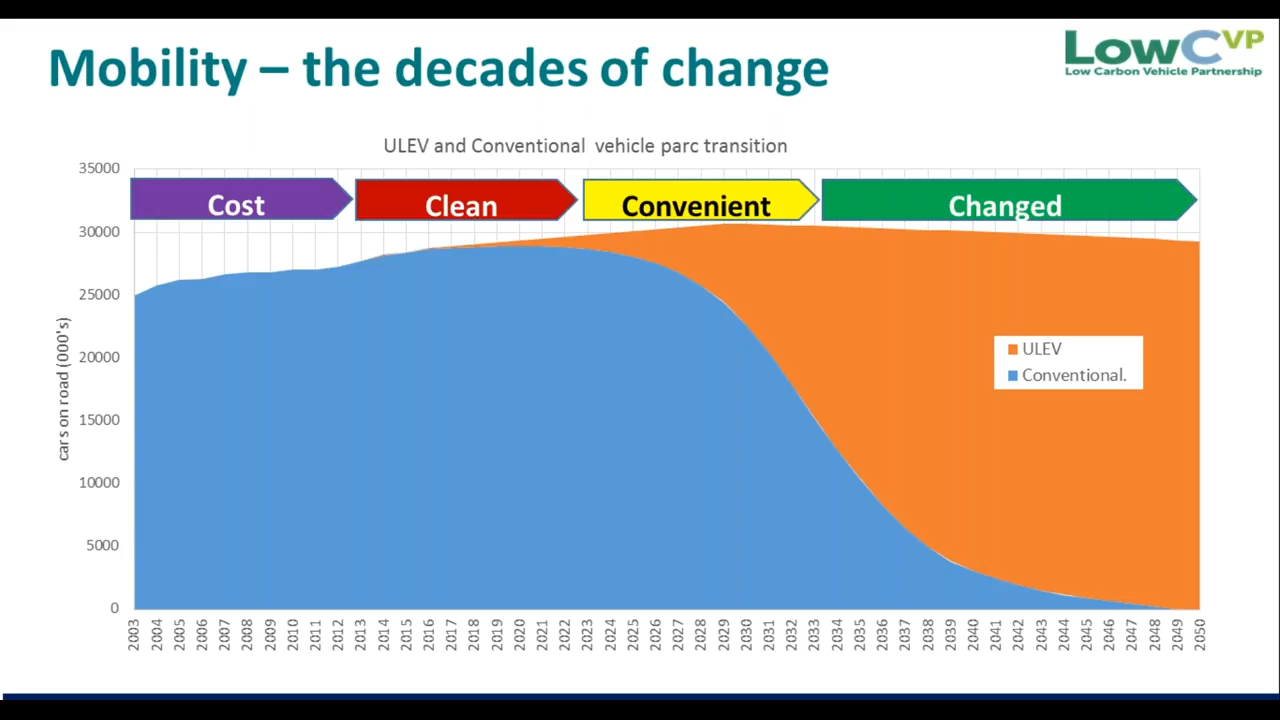 Mobility – the decades of change
LowCVP
Low Carbon Vehicle Partnership
ULEV and Conventional  vehicle parc transition
35000
30000
25000
20000
15000
10000
5000
0
cars on road (000's)
Cost
Clean
Convenient
Changed
ULEV
Conventional.
2003 2004 2005 2006 2007 2008 2009 2010 2011 2012 2013 2014 2015 2016 2017 2018 2019 2020 2021 2022 2023 2024 2025 2026 2027 2028 2029 2030 2031 2032 2033 2034 2035 2036 2037 2038 2039 2040 2041 2042 2043 2044 2045 2046 2047 2048 2049 2050